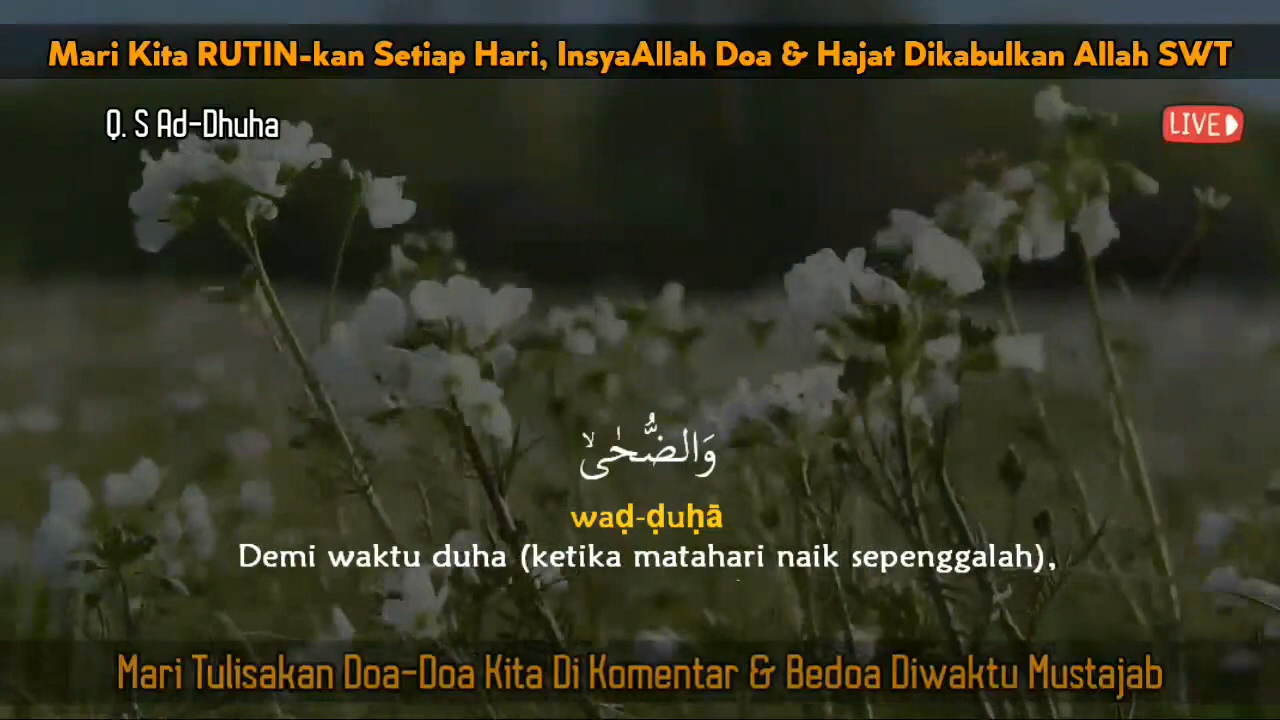 Mari Kita RUTIN-kan Setiap Hari, InsyaAllah Doa & Hajat Dikabulkan Allah SWT
Q. S Ad-Dhuha
LIVE
وَالضُّحٰىۙ
waḍ-ḍuḥā
Demi waktu duha (ketika matahari naik sepenggalah),
Mari Tulisakan Doa-Doa Kita Di Komentar & Bedoa Diwaktu Mustajab